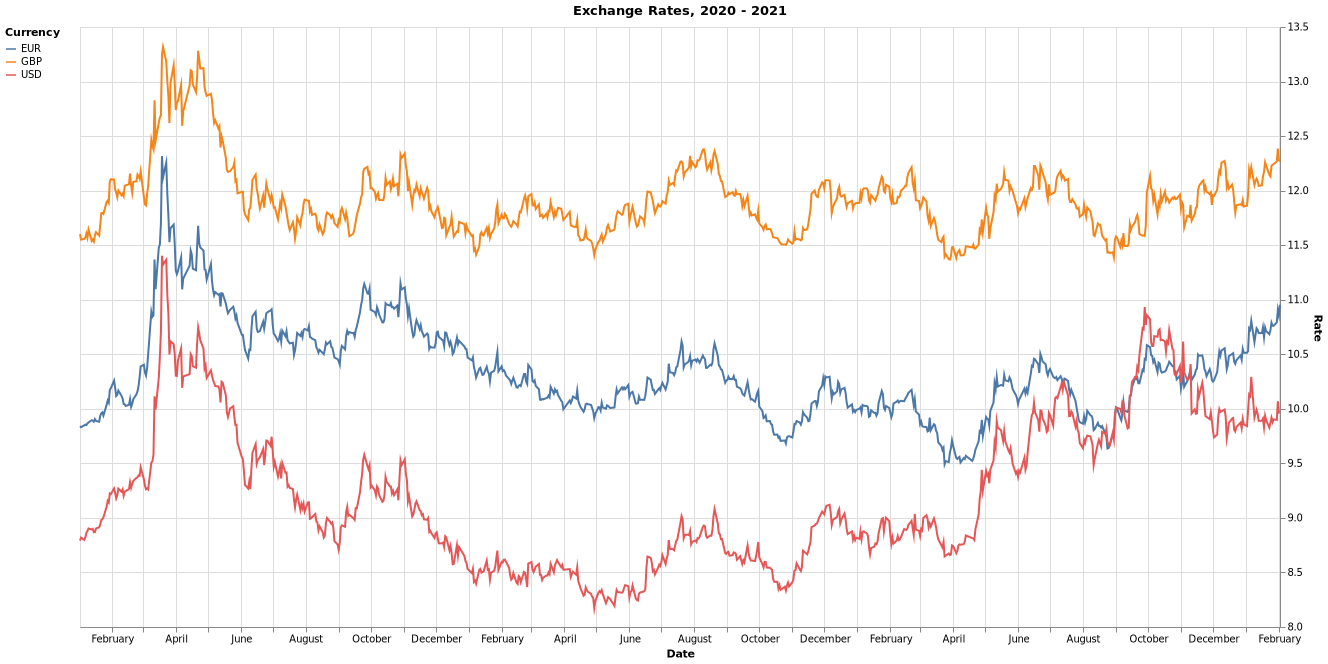 Exchange Rates, 2020 - 2021
Currency
EUR
GBP
USD
13.5
13.0
12.5
12.0
11.5
11.0
10.5
10.0
9.5
9.0
8.5
8.0
Rate
February April June August October December February April June August October December February April June August October December February
Date